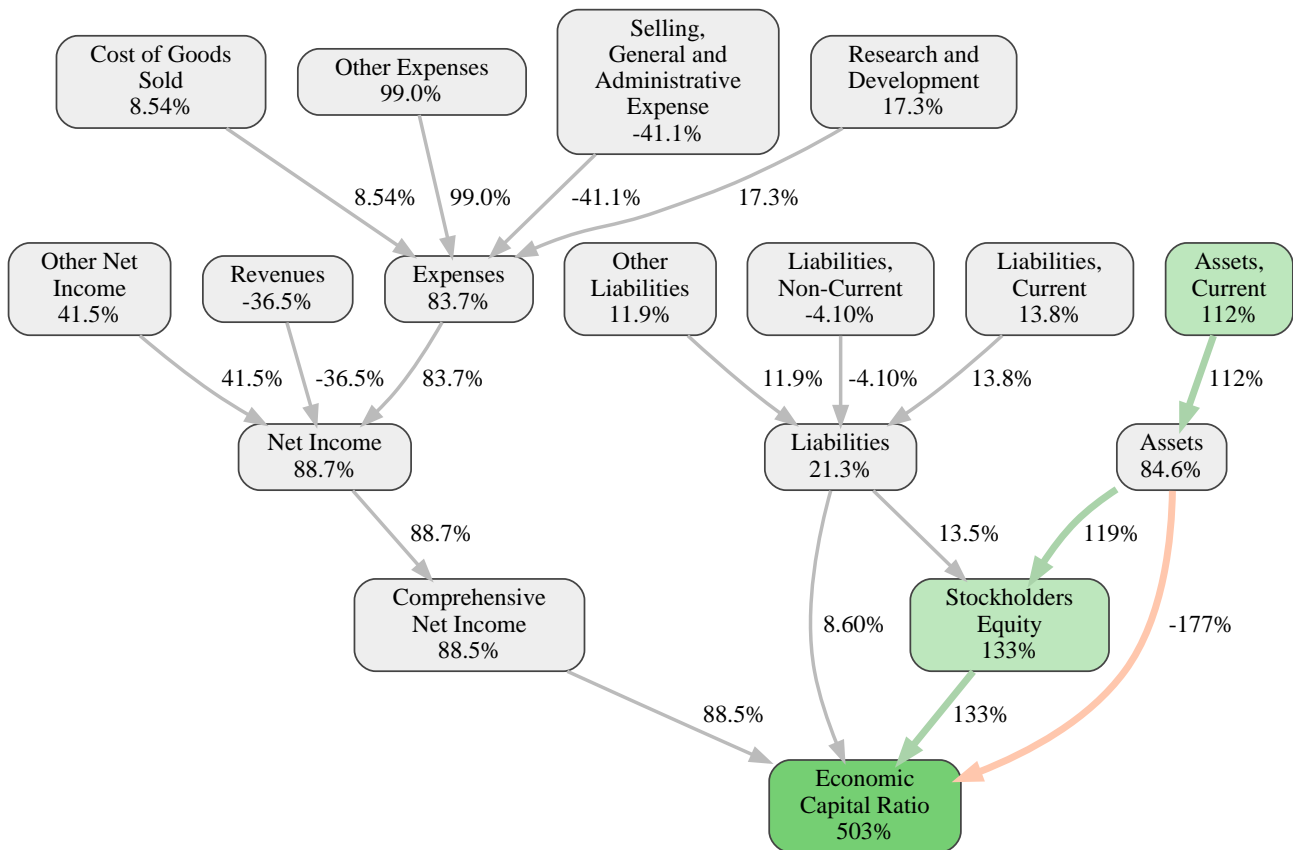 Cost of Goods
Sold
8.54%
Other Expenses
99.0%
Selling,
General and
Administrative
Expense
-41.1%
Research and
Development
17.3%
8.54%
99.0%
-41.1%
17.3%
Other Net
Income
41.5%
Revenues
-36.5%
Expenses
83.7%
Other
Liabilities
11.9%
Liabilities,
Non-Current
-4.10%
Liabilities,
Current
13.8%
Assets,
Current
112%
41.5%
-36.5%
83.7%
11.9%
-4.10%
13.8%
112%
Net Income
88.7%
Liabilities
21.3%
Assets
84.6%
88.7%
13.5%
119%
Comprehensive
Net Income
88.5%
8.60%
Stockholders
Equity
133%
-177%
88.5%
133%
Economic
Capital Ratio
503%